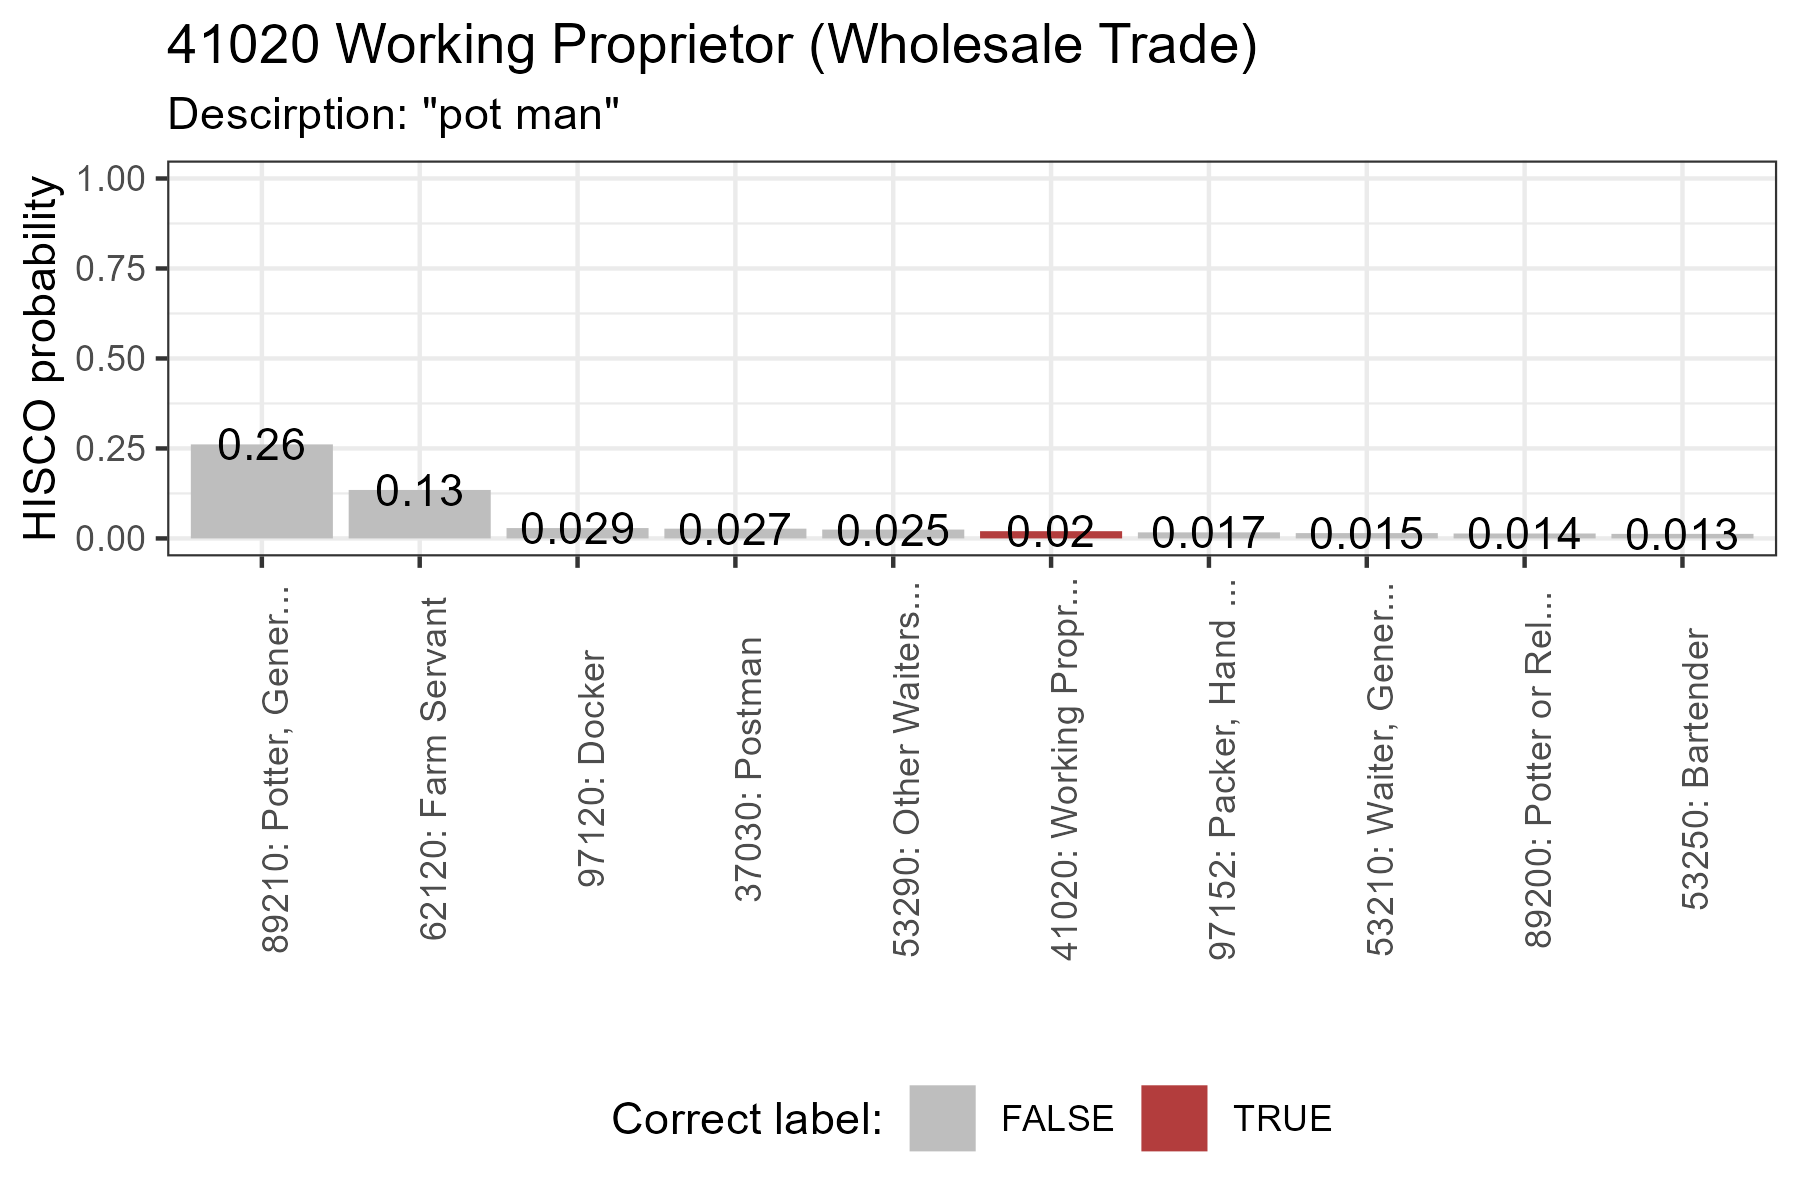 41020 Working Proprietor (Wholesale Trade)
Descirption: "pot man"
HISCO probability
1.00
0.75
0.50
0.25
0.00
0.26
0.13
0.029
0.027
0.025
0.02
0.017
0.015
0.014
0.013
89210: Potter, Gener...
62120: Farm Servant
97120: Docker
37030: Postman
53290: Other Waiters...
41020: Working Propr...
97152: Packer, Hand ...
53210: Waiter, Gener...
89200: Potter or Rel...
53250: Bartender
Correct label: FALSE TRUE